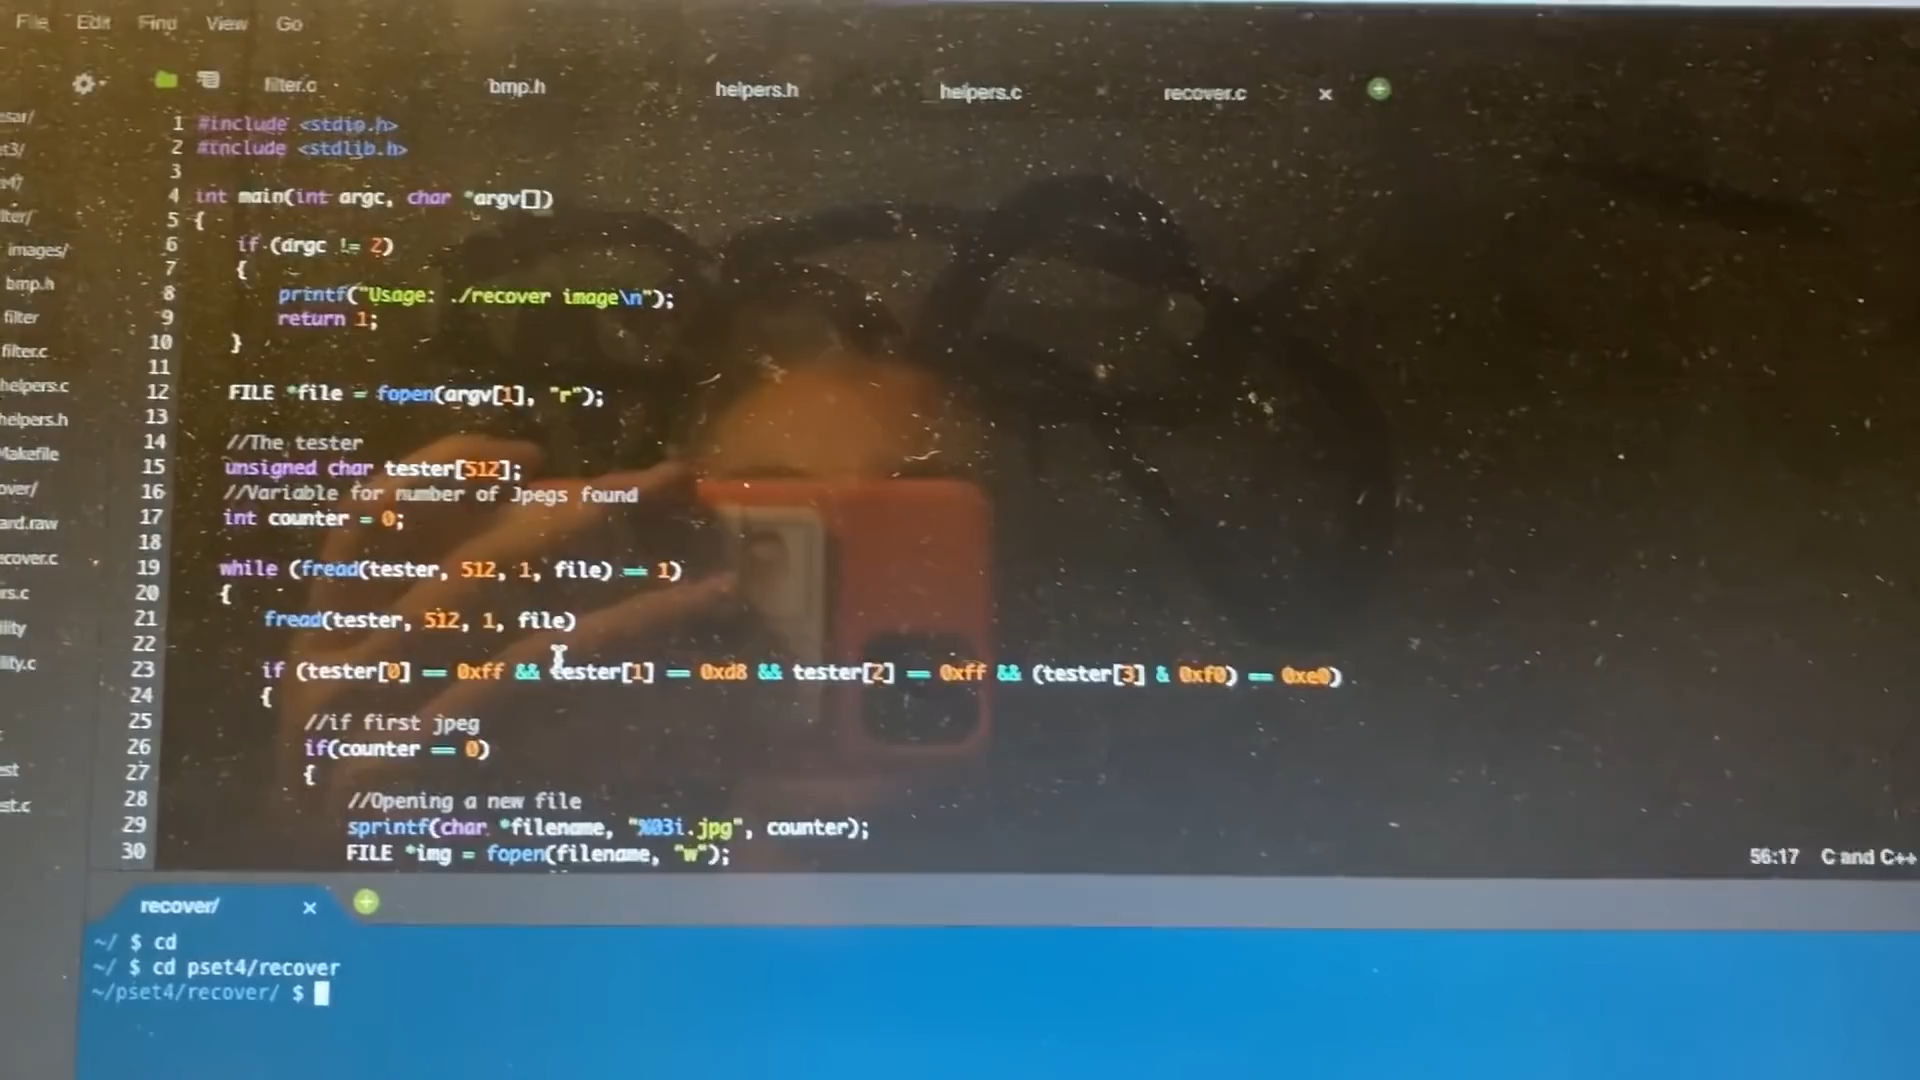 File Edit Find View Go
filter.c bmp.h helpers.h helpers.c recover.c
images/
bmp.h
filter
filter.c
helpers.c
helpers.h
Makefile
1 #include <stdio.h>
2 #include <stdlib.h>
3
4 int main(int argc, char *argv[])
5 {
6 if (argc != 2)
7 {
8 printf("Usage: ./recover image\n");
9 return 1;
10 }
11
12 FILE *file = fopen(argv[1], "r");
13
14 //The tester
15 unsigned char tester[512];
16 //Variable for number of Jpegs found
17 int counter = 0;
18
19 while (fread(tester, 512, 1, file) == 1)
20 {
21 fread(tester, 512, 1, file)
22
23 if (tester[0] == 0xff && tester[1] == 0xd8 && tester[2] == 0xff && (tester[3] & 0xf0) == 0xe0)
24 {
25 //if first jpeg
26 if(counter == 0)
27 {
28 //Opening a new file
29 sprintf(char *filename, "%03i.jpg", counter);
30 FILE *img = fopen(filename, "w");
56:17 C and C++
recover/
~/ $ cd
~/ $ cd pset4/recover
~/pset4/recover/ $